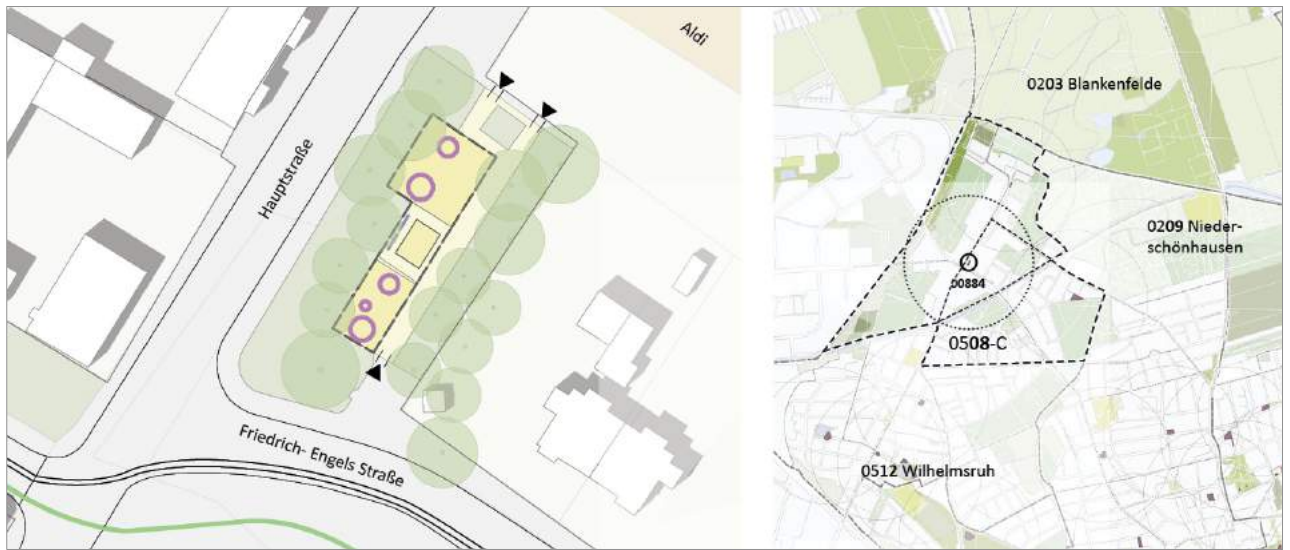 Aldi
Hauptstraße
Friedrich- Engels Straße
0203 Blankenfelde
0209 Nieder-
schönhausen
00884
0508-C
0512 Wilhelmsruh